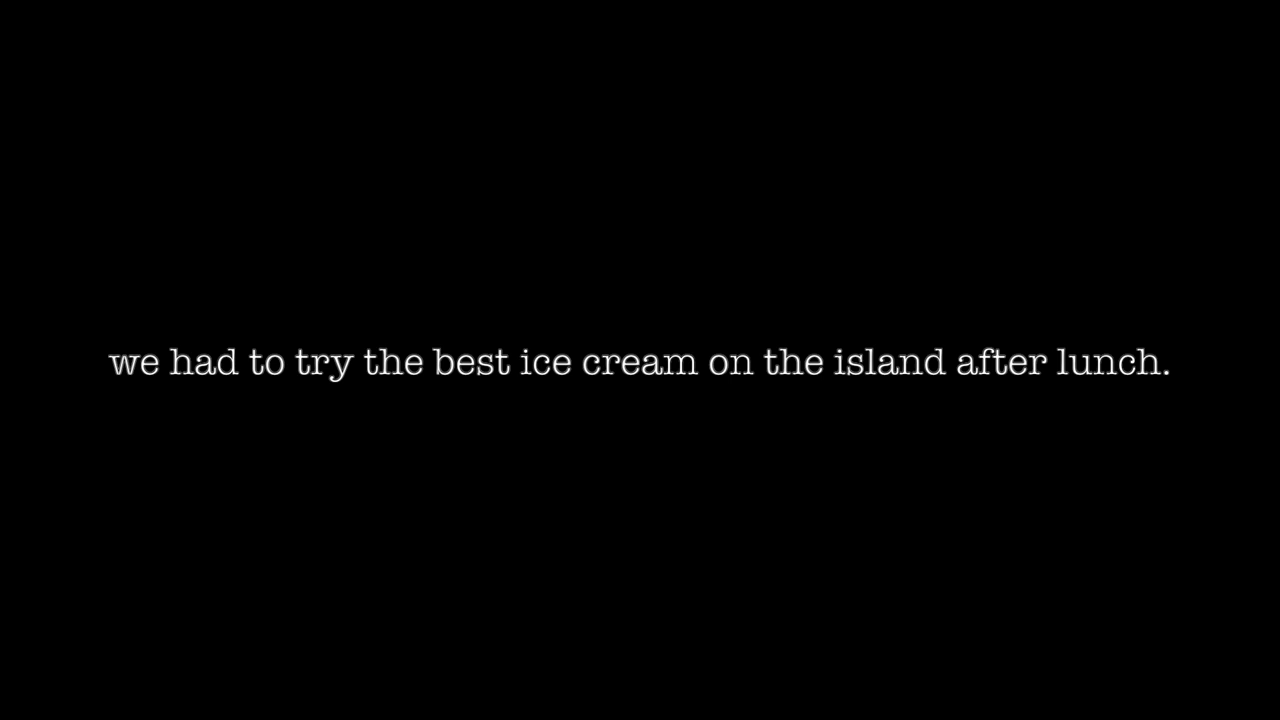 we had to try the best ice cream on the island after lunch.